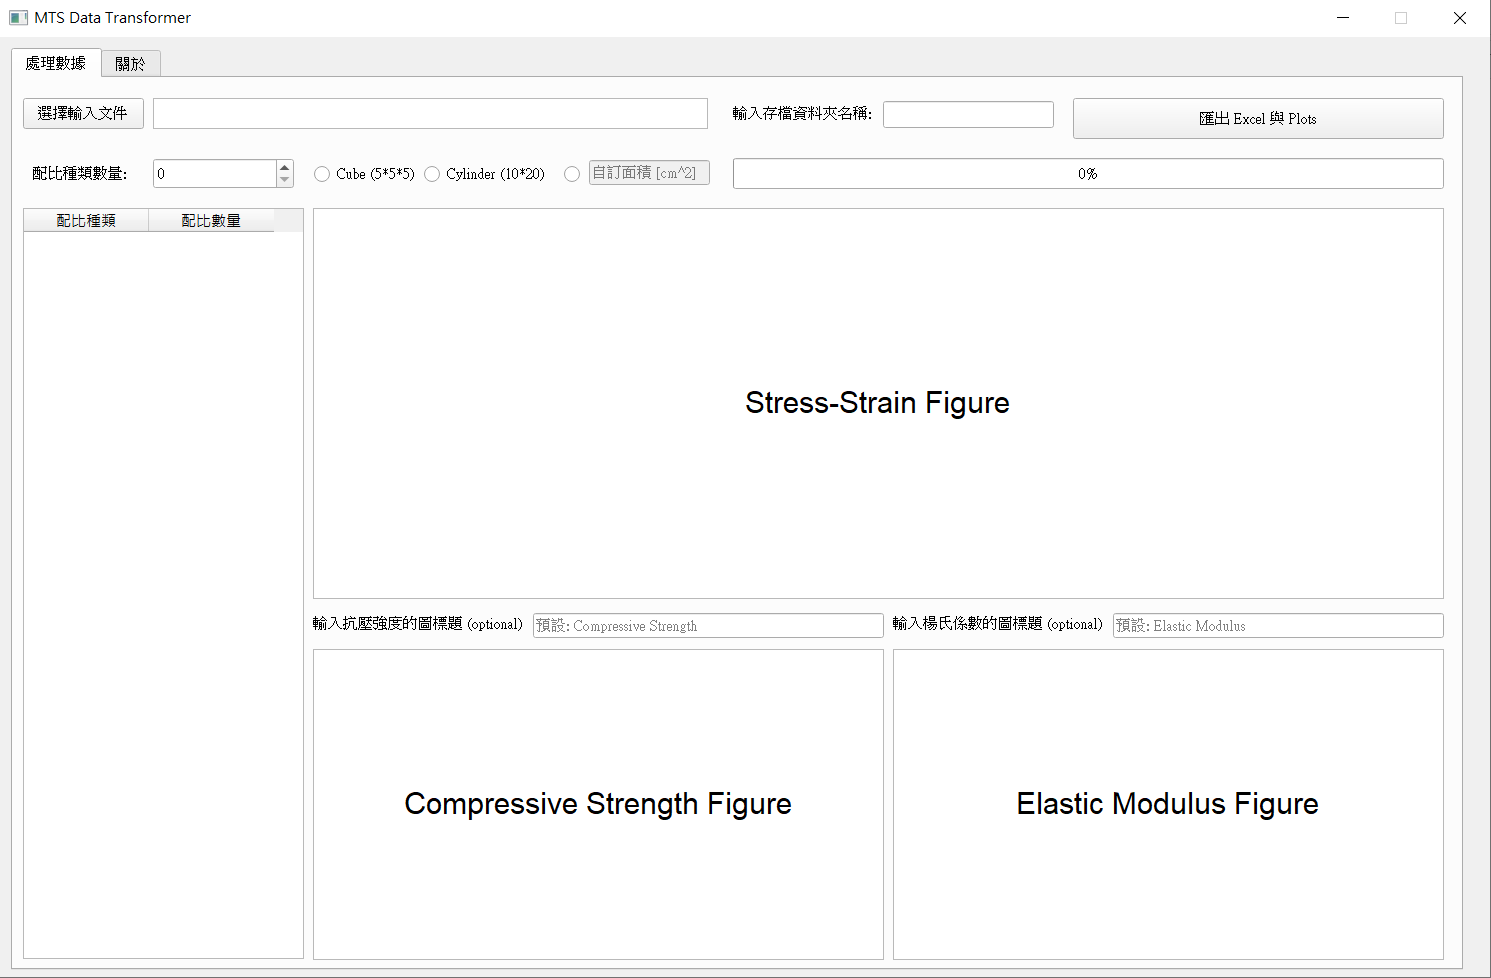 MTS Data Transformer
處理數據
關於
選擇輸入文件
輸入存檔資料夾名稱:
匯出 Excel 與 Plots
配比種類數量:
0
Cube (5*5*5)
Cylinder (10*20)
自訂面積 [cm^2]
0%
配比種類
配比數量
Stress-Strain Figure
輸入抗壓強度的圖標題 (optional)
預設: Compressive Strength
輸入楊氏係數的圖標題 (optional)
預設: Elastic Modulus
Compressive Strength Figure
Elastic Modulus Figure